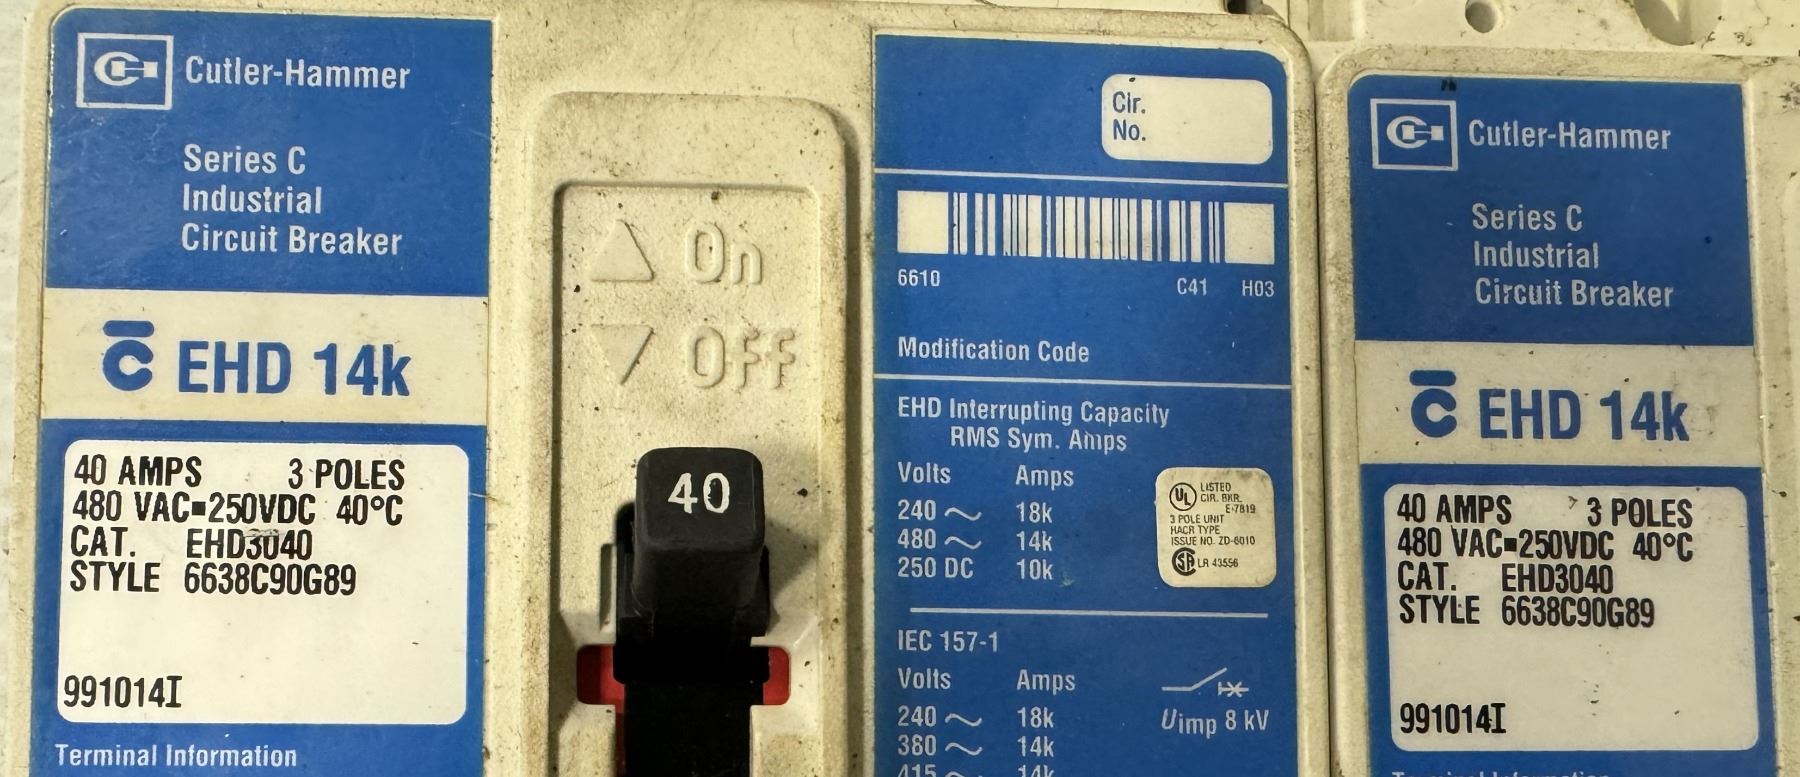 Cutler-Hammer
Series C
Industrial
Circuit Breaker
C EHD 14k
40 AMPS 3 POLES
480 VAC■250VDC 40°C
CAT. EHD3040
STYLE 6638C90G89
991014I
Terminal Information
On
Off
40
Cir.
No.
6610 C41 H03
Modification Code
EHD Interrupting Capacity
RMS Sym. Amps
Volts Amps
240 ~ 18k
480 ~ 14k
250 DC 10k
UL LISTED
CIR. BKR.
E-7819
3 POLE UNIT
HACR TYPE
ISSUE NO. ZD-6010
SA LR 43556
IEC 157-1
Volts Amps
240 ~ 18k
380 ~ 14k
415 ~ 14k
Uimp 8 kV
Cutler-Hammer
Series C
Industrial
Circuit Breaker
C EHD 14k
40 AMPS 3 POLES
480 VAC■250VDC 40°C
CAT. EHD3040
STYLE 6638C90G89
991014I